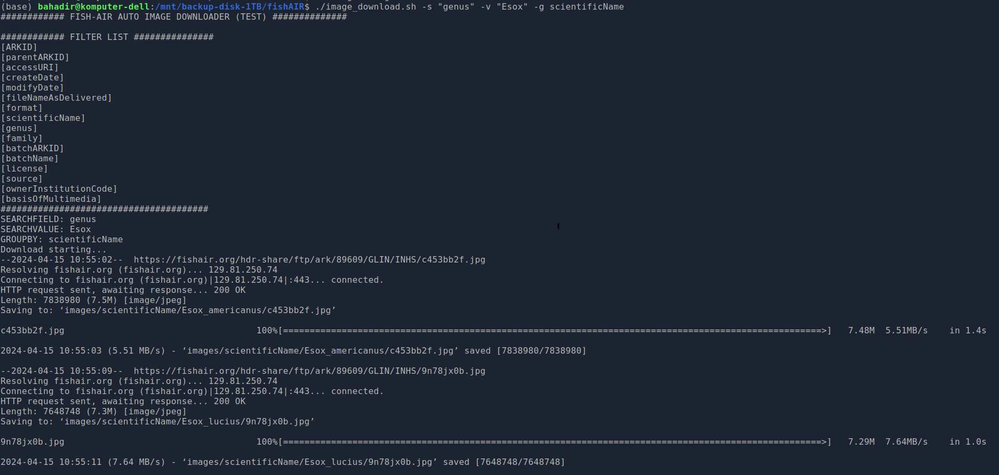 (base) bahadir@komputer-dell:/mnt/backup-disk-1TB/fishAIR$ ./image_download.sh -s "genus" -v "Esox" -g scientificName
############ FISH-AIR AUTO IMAGE DOWNLOADER (TEST) ##############
############ FILTER LIST ###############
[ARKID]
[parentARKID]
[accessURI]
[createDate]
[modifyDate]
[fileNameAsDelivered]
[format]
[scientificName]
[genus]
[family]
[batchARKID]
[batchName]
[license]
[source]
[ownerInstitutionCode]
[basisOfMultimedia]
#######################################
SEARCHFIELD: genus
SEARCHVALUE: Esox
GROUPBY: scientificName
Download starting...
--2024-04-15 10:55:02--  https://fishair.org/hdr-share/ftp/ark/89609/GLIN/INHS/c453bb2f.jpg
Resolving fishair.org (fishair.org)... 129.81.250.74
Connecting to fishair.org (fishair.org)|129.81.250.74|:443... connected.
HTTP request sent, awaiting response... 200 OK
Length: 7838980 (7.5M) [image/jpeg]
Saving to: ‘images/scientificName/Esox_americanus/c453bb2f.jpg’
c453bb2f.jpg 100%[=====================================================================================================>] 7.48M 5.51MB/s in 1.4s
2024-04-15 10:55:03 (5.51 MB/s) - ‘images/scientificName/Esox_americanus/c453bb2f.jpg’ saved [7838980/7838980]
--2024-04-15 10:55:09--  https://fishair.org/hdr-share/ftp/ark/89609/GLIN/INHS/9n78jx0b.jpg
Resolving fishair.org (fishair.org)... 129.81.250.74
Connecting to fishair.org (fishair.org)|129.81.250.74|:443... connected.
HTTP request sent, awaiting response... 200 OK
Length: 7648748 (7.3M) [image/jpeg]
Saving to: ‘images/scientificName/Esox_lucius/9n78jx0b.jpg’
9n78jx0b.jpg 100%[=====================================================================================================>] 7.29M 7.64MB/s in 1.0s
2024-04-15 10:55:11 (7.64 MB/s) - ‘images/scientificName/Esox_lucius/9n78jx0b.jpg’ saved [7648748/7648748]